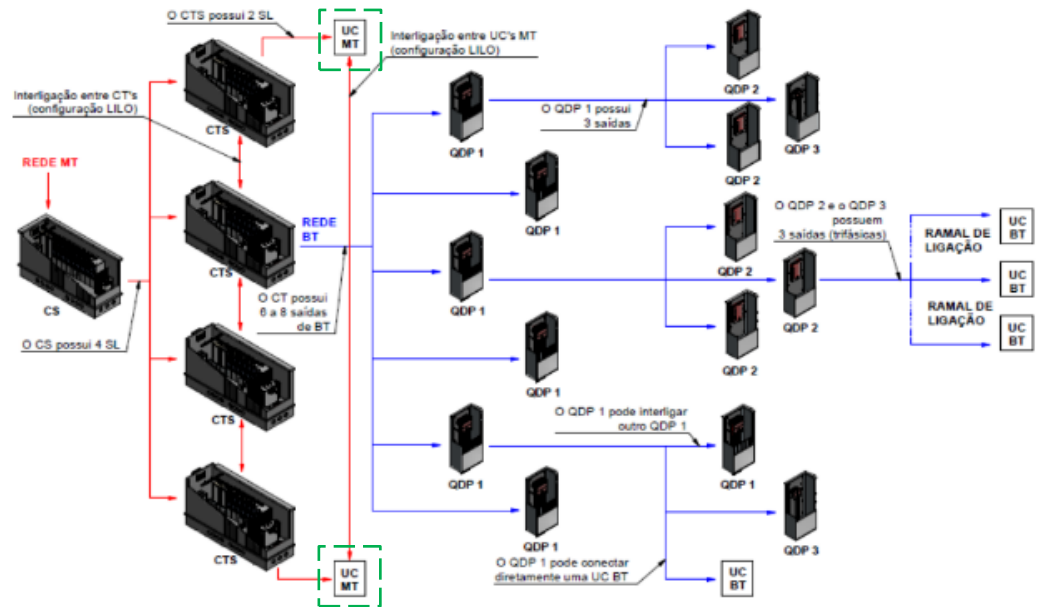 O CTS possui 2 SL
UC
MT
Interligação entre UC's MT
(configuração LILO)
Interligação entre CT's
(configuração LILO)
CTS
QDP 1
O QDP 1 possui
3 saídas
QDP 2
QDP 3
QDP 2
REDE MT
CS
O CS possui 4 SL
CTS
REDE
BT
O CT possui
6 a 8 saídas
de BT
QDP 1
QDP 1
QDP 2
QDP 2
QDP 2
O QDP 2 e o QDP 3
possuem
3 saídas (trifásicas)
RAMAL DE
LIGAÇÃO
RAMAL DE
LIGAÇÃO
UC
BT
UC
BT
UC
BT
CTS
QDP 1
QDP 1
O QDP 1 pode interligar
outro QDP 1
QDP 1
QDP 3
CTS
QDP 1
O QDP 1 pode conectar
diretamente uma UC BT
UC
MT
UC
BT